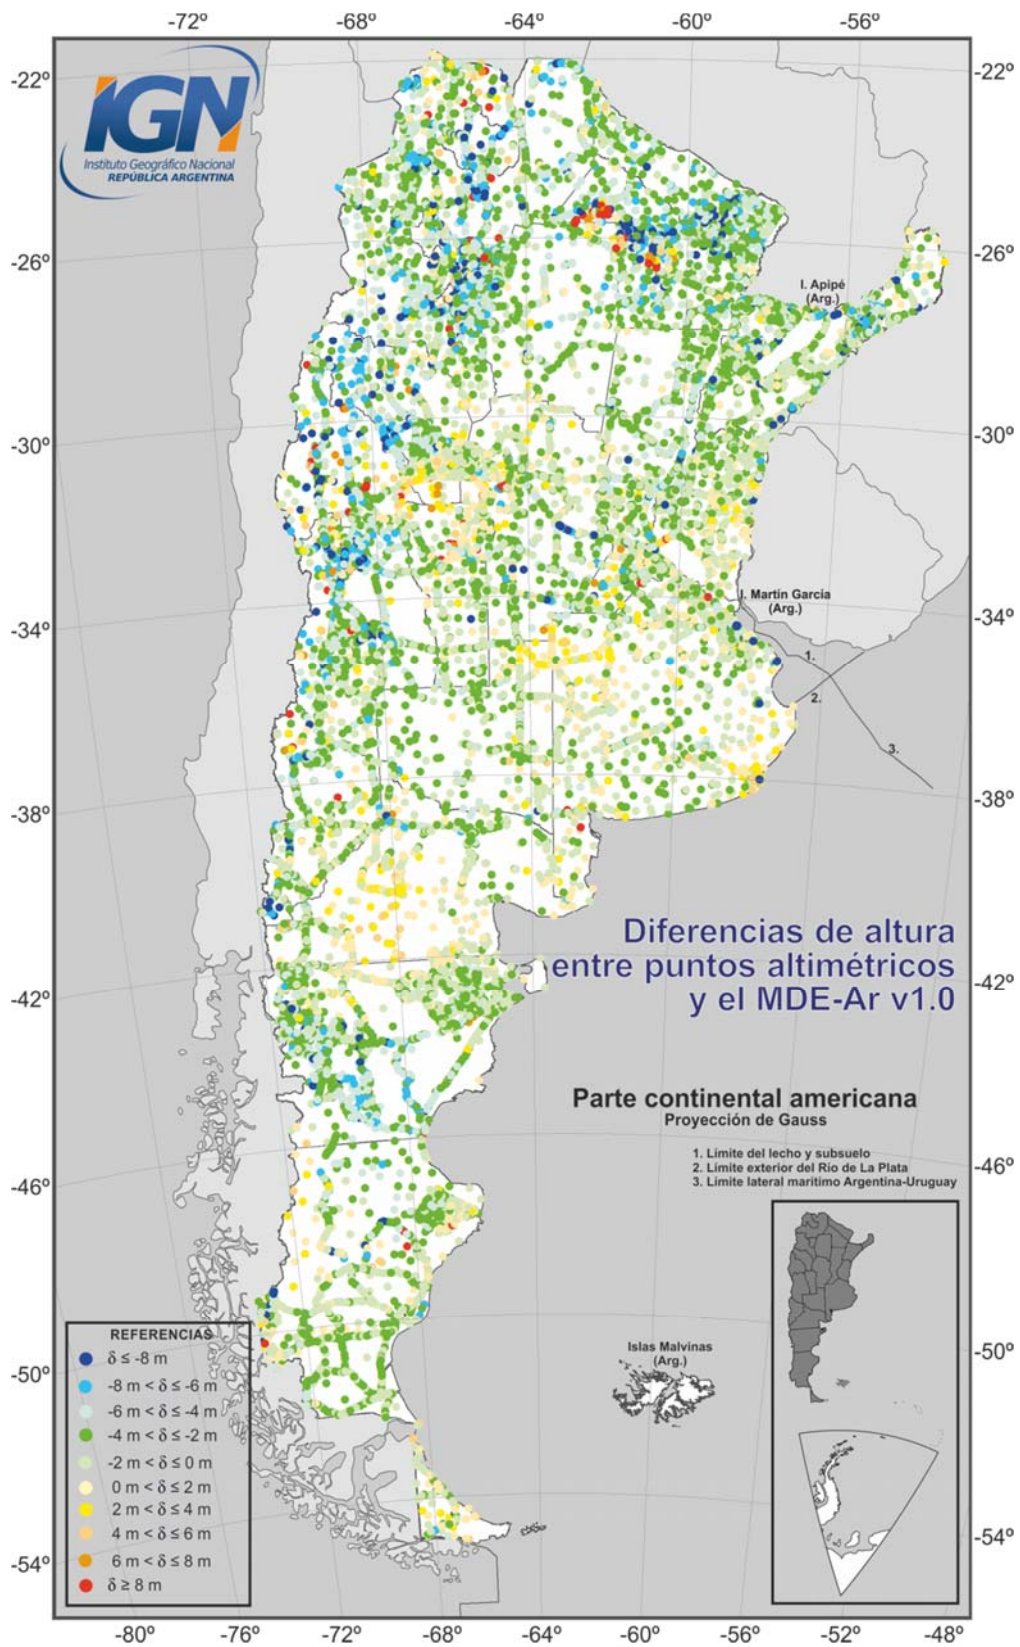 -72º -68º -64º -60º -56º
-22º
-26º
-30º
-34º
-38º
-42º
-46º
-50º
-54º
-22º
-26º
-30º
-34º
-38º
-42º
-46º
-50º
-54º
IGN
Instituto Geográfico Nacional
REPÚBLICA ARGENTINA
I. Apipé
(Arg.)
I. Martín García
(Arg.)
1.
2.
3.
Diferencias de altura
entre puntos altimétricos
y el MDE-Ar v1.0
Parte continental americana
Proyección de Gauss
1. Límite del lecho y subsuelo
2. Límite exterior del Río de La Plata
3. Límite lateral marítimo Argentina-Uruguay
Islas Malvinas
(Arg.)
REFERENCIAS
δ ≤ -8 m
-8 m < δ ≤ -6 m
-6 m < δ ≤ -4 m
-4 m < δ ≤ -2 m
-2 m < δ ≤ 0 m
0 m < δ ≤ 2 m
2 m < δ ≤ 4 m
4 m < δ ≤ 6 m
6 m < δ ≤ 8 m
δ ≥ 8 m
-80º -76º -72º -68º -64º -60º -56º -52º -48º